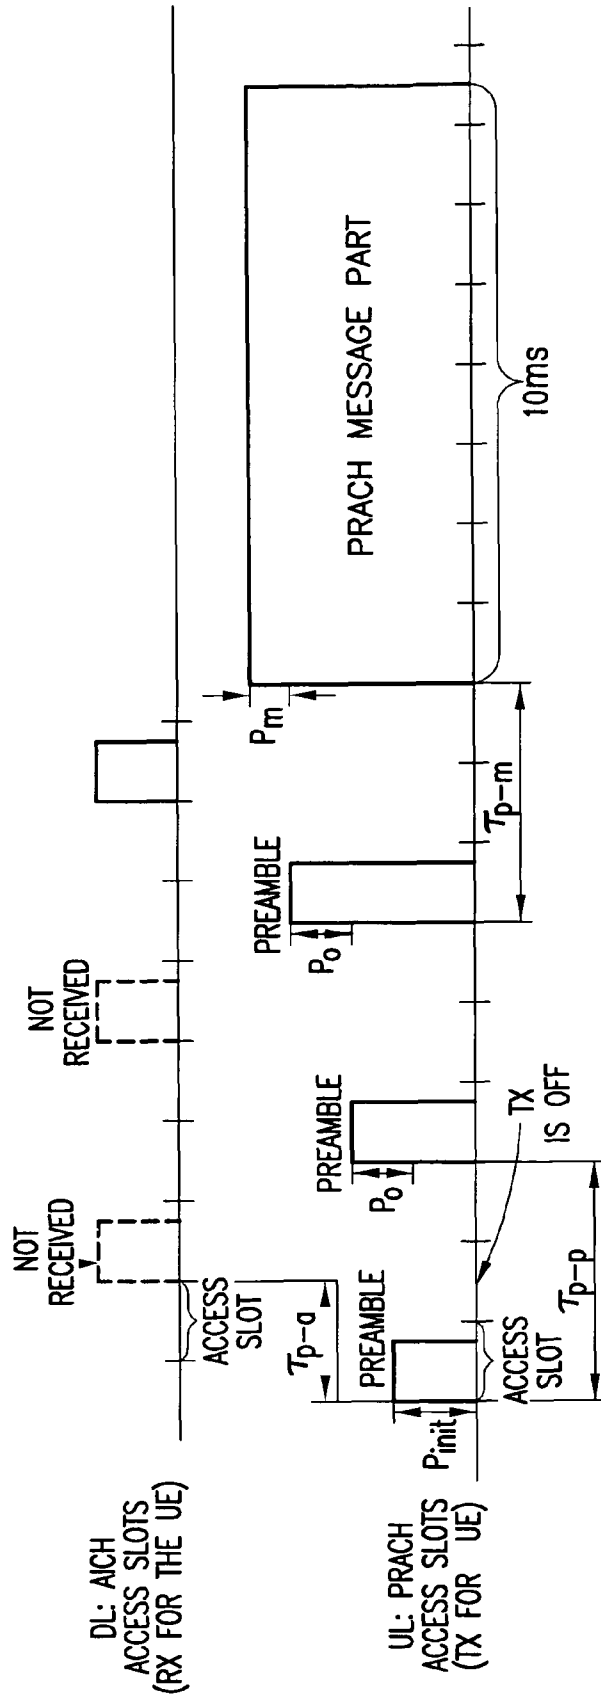 DL: AICH
ACCESS SLOTS
(RX FOR THE UE)
ACCESS
SLOT
NOT
RECEIVED
NOT
RECEIVED
τp-a
UL: PRACH
ACCESS SLOTS
(TX FOR UE)
Pinit
PREAMBLE
ACCESS
SLOT
τp-p
TX
IS OFF
PREAMBLE
Po
PREAMBLE
Po
τp-m
Pm
PRACH MESSAGE PART
10ms